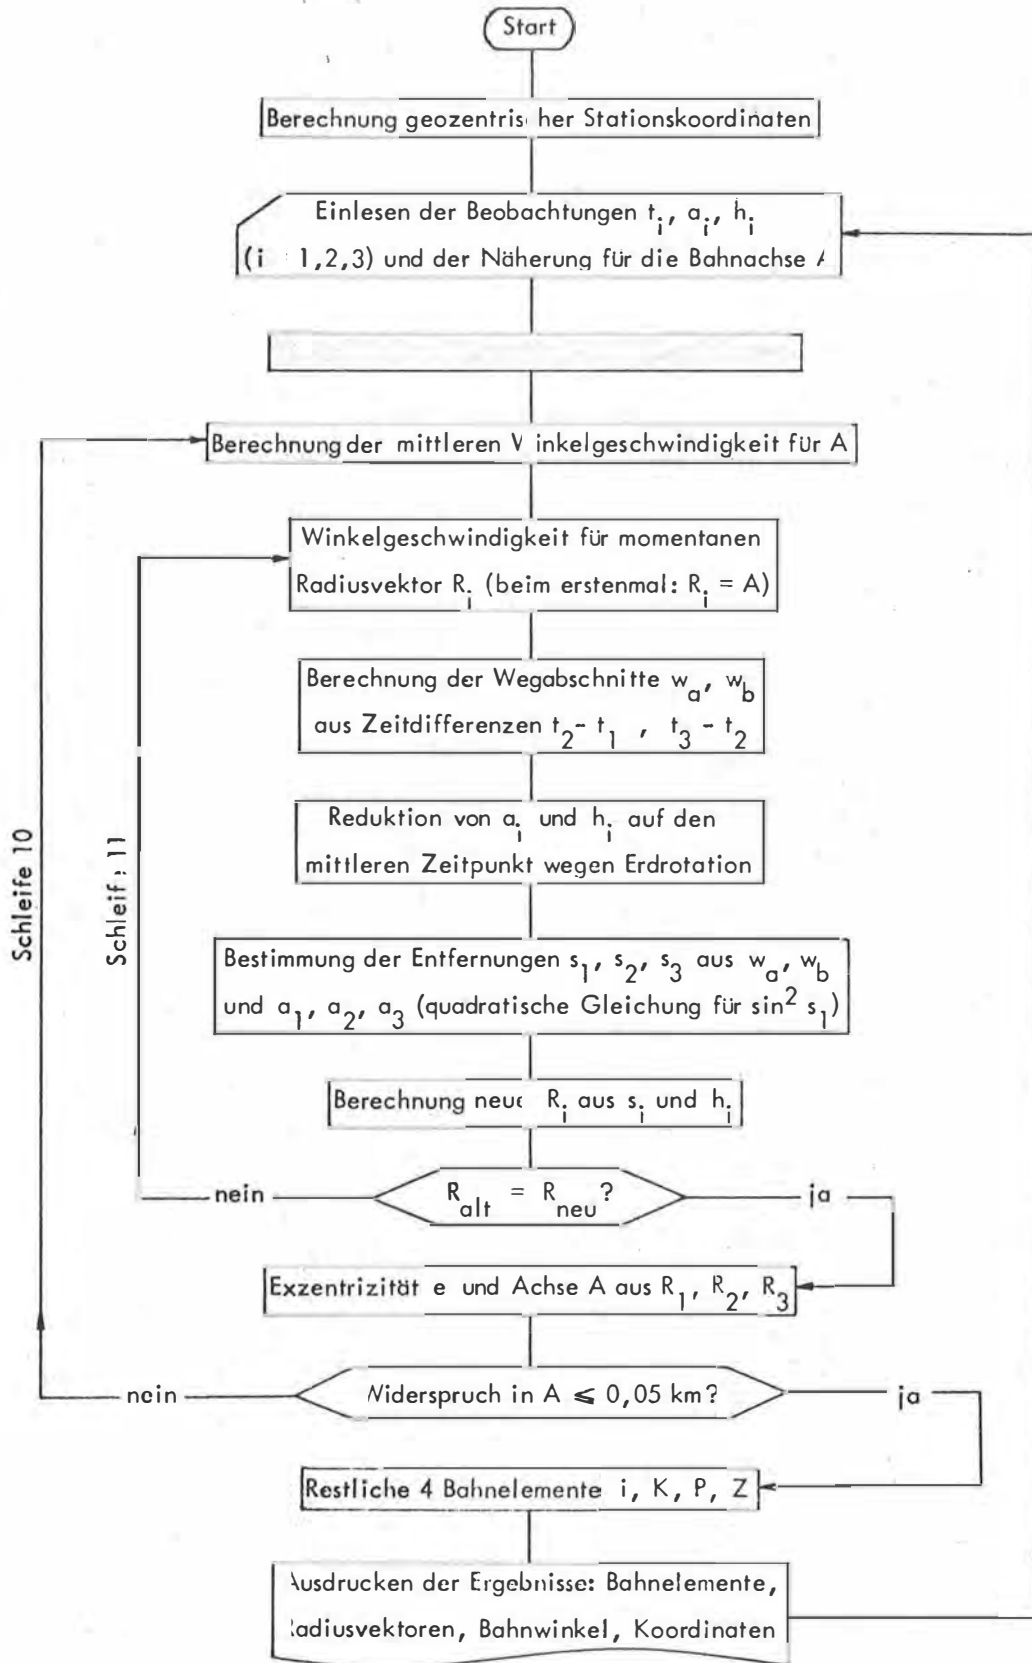 Start
Berechnung geozentris her Stationskoordinaten
Einlesen der Beobachtungen t_i, a_i, h_i
(i 1,2,3) und der Näherung für die Bahnachse A
Berechnung der mittleren Winkelgeschwindigkeit für A
Winkelgeschwindigkeit für momentanen
Radiusvektor R_i (beim erstenmal: R_i = A)
Berechnung der Wegabschnitte w_a, w_b
aus Zeitdifferenzen t_2 - t_1 , t_3 - t_2
Reduktion von a_i und h_i auf den
mittleren Zeitpunkt wegen Erdrotation
Schleife 10
Schleife 11
Bestimmung der Entfernungen s_1, s_2, s_3 aus w_a, w_b
und a_1, a_2, a_3 (quadratische Gleichung für sin² s_1)
Berechnung neue R_i aus s_i und h_i
nein
R_alt = R_neu?
ja
Exzentrizität e und Achse A aus R_1, R_2, R_3
nein
Widerspruch in A ⩽ 0,05 km?
ja
Restliche 4 Bahnelemente i, K, P, Z
Ausdrucken der Ergebnisse: Bahnelemente,
Radiusvektoren, Bahnwinkel, Koordinaten